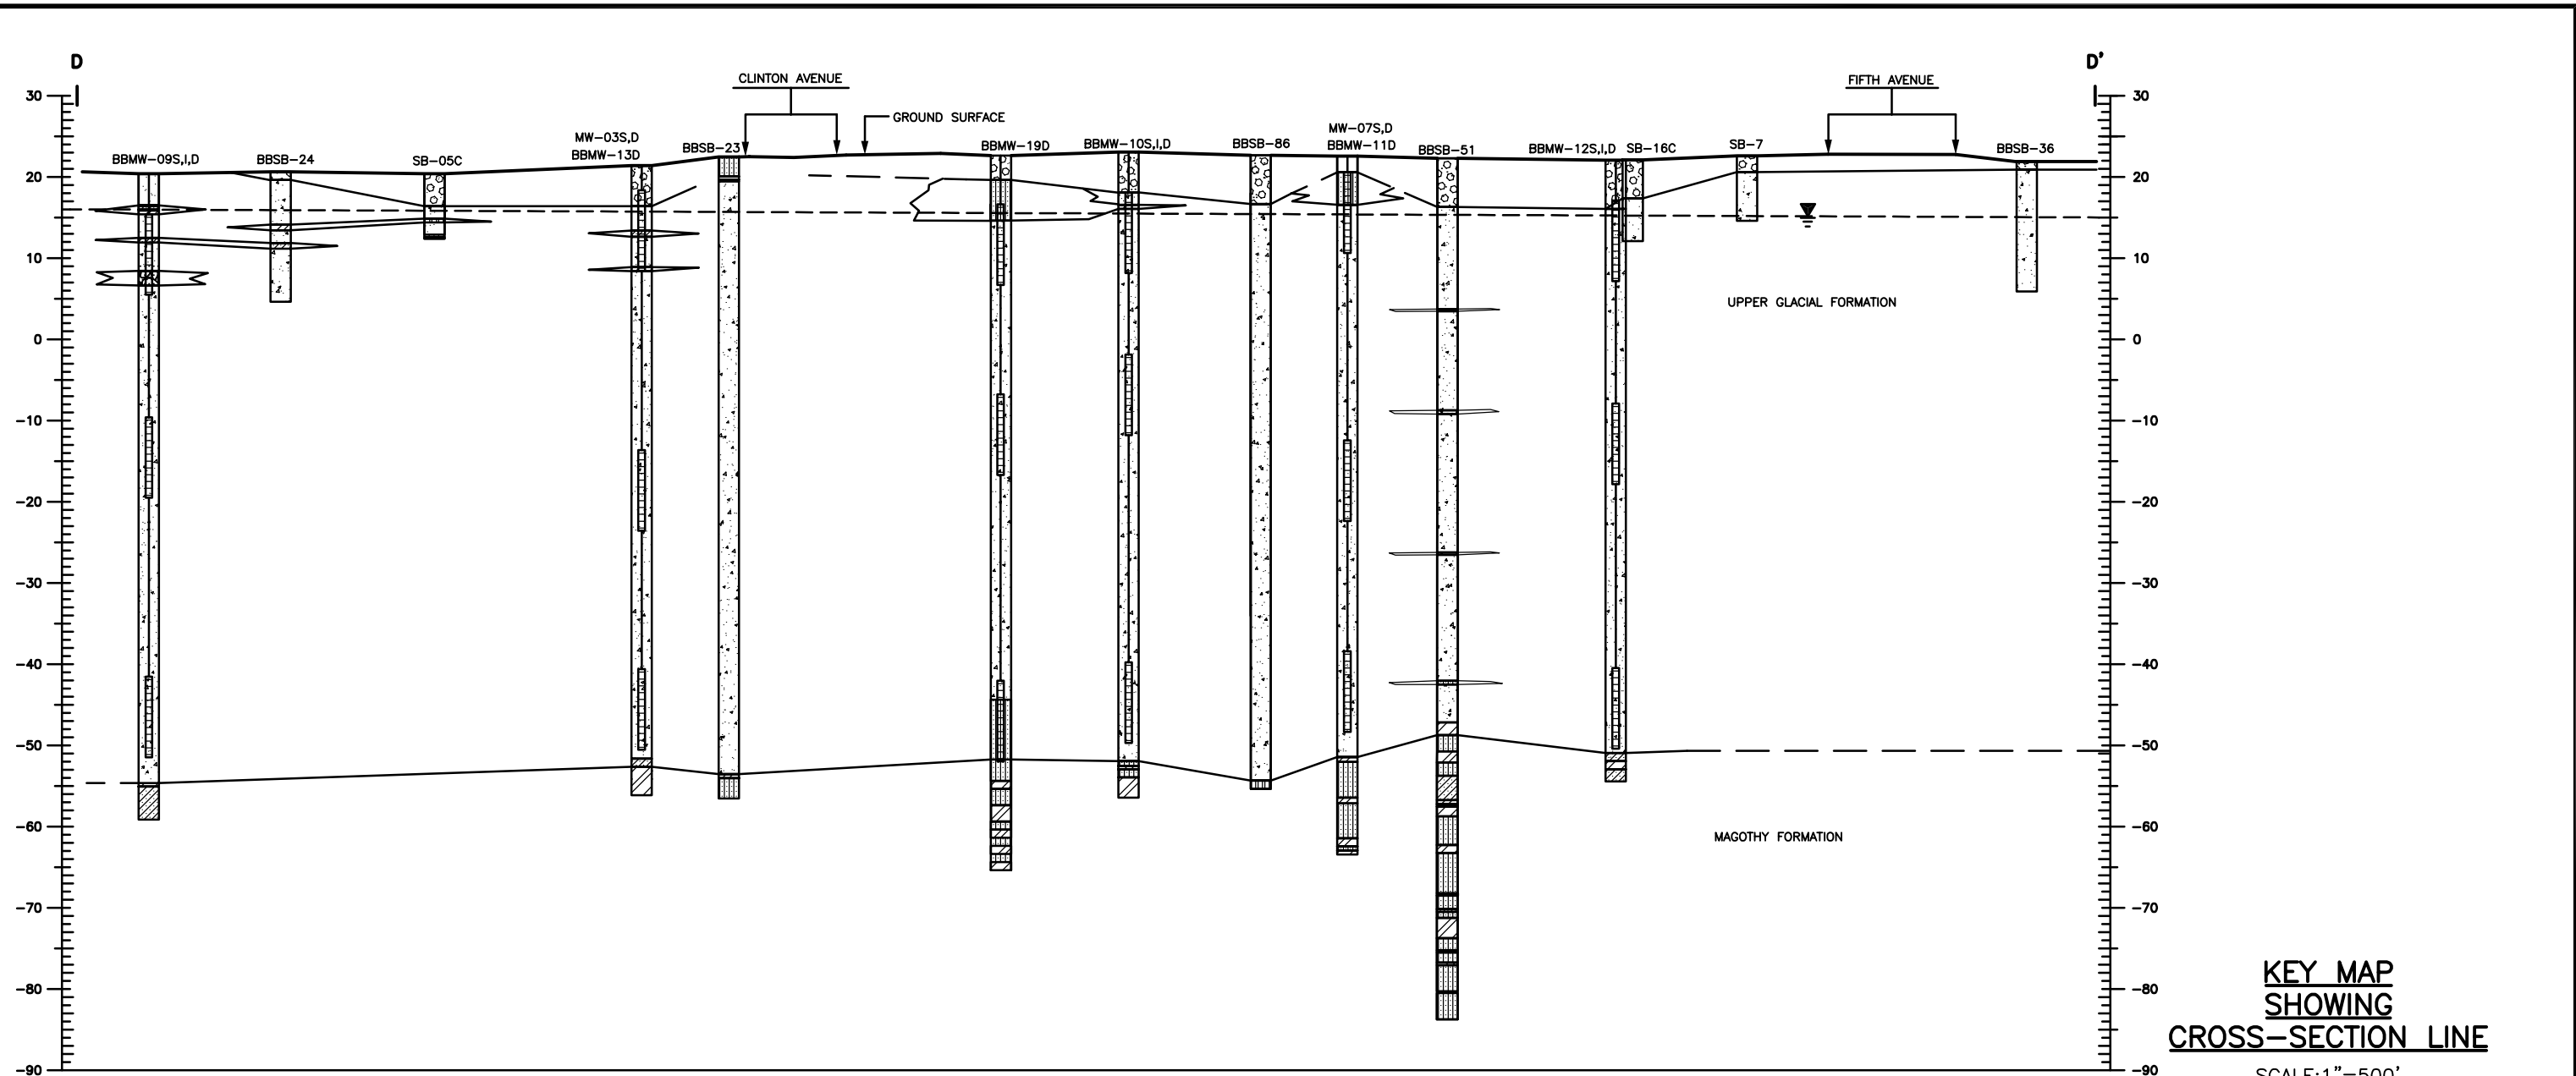 D
D'
CLINTON AVENUE
FIFTH AVENUE
GROUND SURFACE
MW-03S,D
BBMW-13D
MW-07S,D
BBMW-11D
BBMW-09S,I,D
BBSB-24
SB-05C
BBSB-23
BBMW-19D
BBMW-10S,I,D
BBSB-86
BBSB-51
BBMW-12S,I,D
SB-16C
SB-7
BBSB-36
30
20
10
0
-10
-20
-30
-40
-50
-60
-70
-80
-90
30
20
10
0
-10
-20
-30
-40
-50
-60
-70
-80
-90
UPPER GLACIAL FORMATION
MAGOTHY FORMATION
KEY MAP
SHOWING
CROSS-SECTION LINE
SCALE:1"=500'